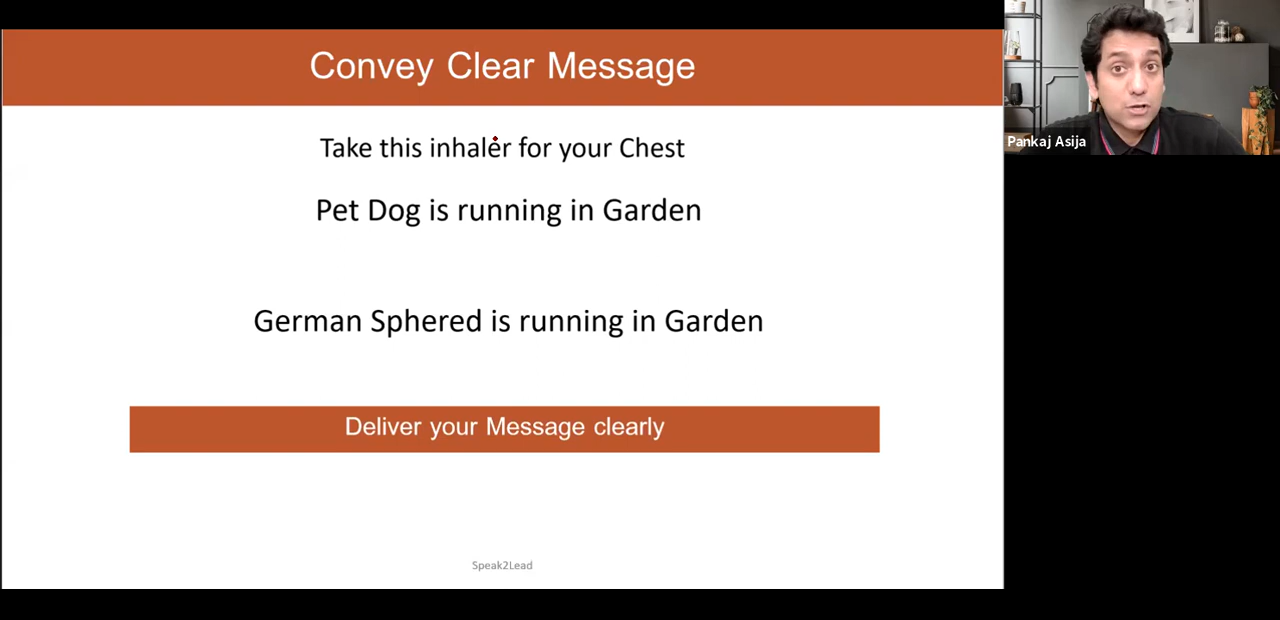 Convey Clear Message
Take this inhaler for your Chest
Pet Dog is running in Garden
German Sphered is running in Garden
Deliver your Message clearly
Speak2Lead
Pankaj Asija